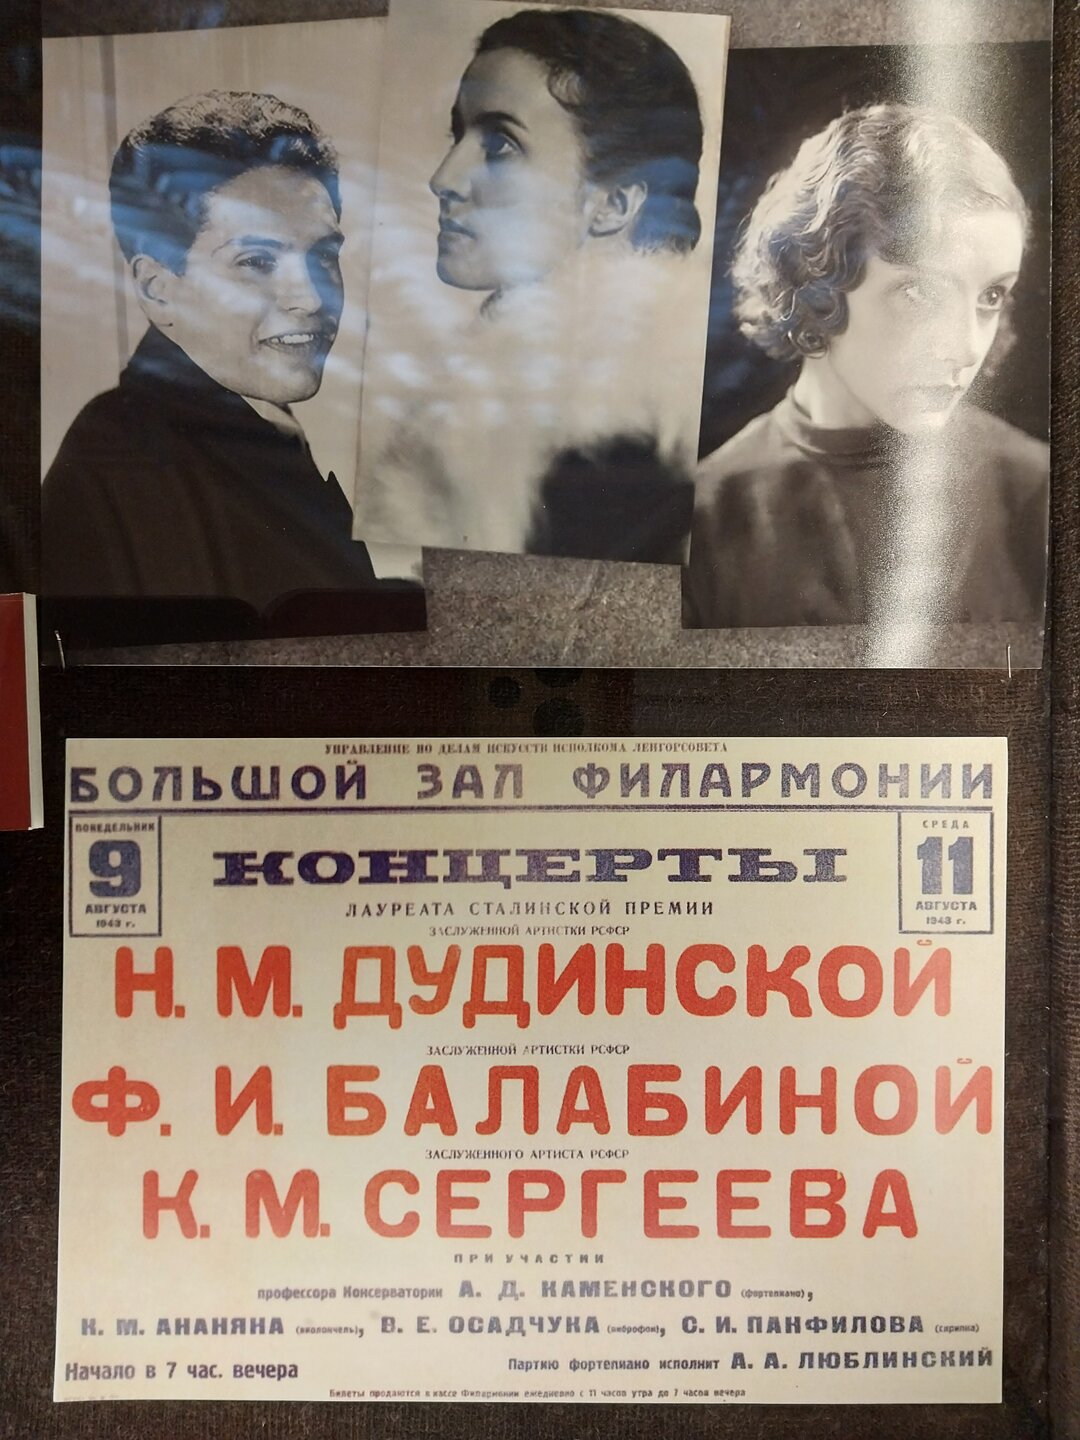 УПРАВЛЕНИЕ ПО ДЕЛАМ ИСКУССТВ ИСПОЛКОМА ЛЕНГОРСОВЕТА
БОЛЬШОЙ ЗАЛ ФИЛАРМОНИИ
ПОНЕДЕЛЬНИК
9
АВГУСТА
1943 г.
СРЕДА
11
АВГУСТА
1943 г.
КОНЦЕРТЫ
ЛАУРЕАТА СТАЛИНСКОЙ ПРЕМИИ
ЗАСЛУЖЕННОЙ АРТИСТКИ РСФСР
Н. М. ДУДИНСКОЙ
ЗАСЛУЖЕННОЙ АРТИСТКИ РСФСР
Ф. И. БАЛАБИНОЙ
ЗАСЛУЖЕННОГО АРТИСТА РСФСР
К. М. СЕРГЕЕВА
ПРИ УЧАСТИИ
профессора Консерватории А. Д. КАМЕНСКОГО (фортепиано),
К. М. АНАНЯНА (виолончель), В. Е. ОСАДЧУКА (виброфон), С. И. ПАНФИЛОВА (скрипка)
Начало в 7 час. вечера
Партию фортепиано исполнит А. А. ЛЮБЛИНСКИЙ
Билеты продаются в кассе Филармонии ежедневно с 11 часов утра до 7 часов вечера